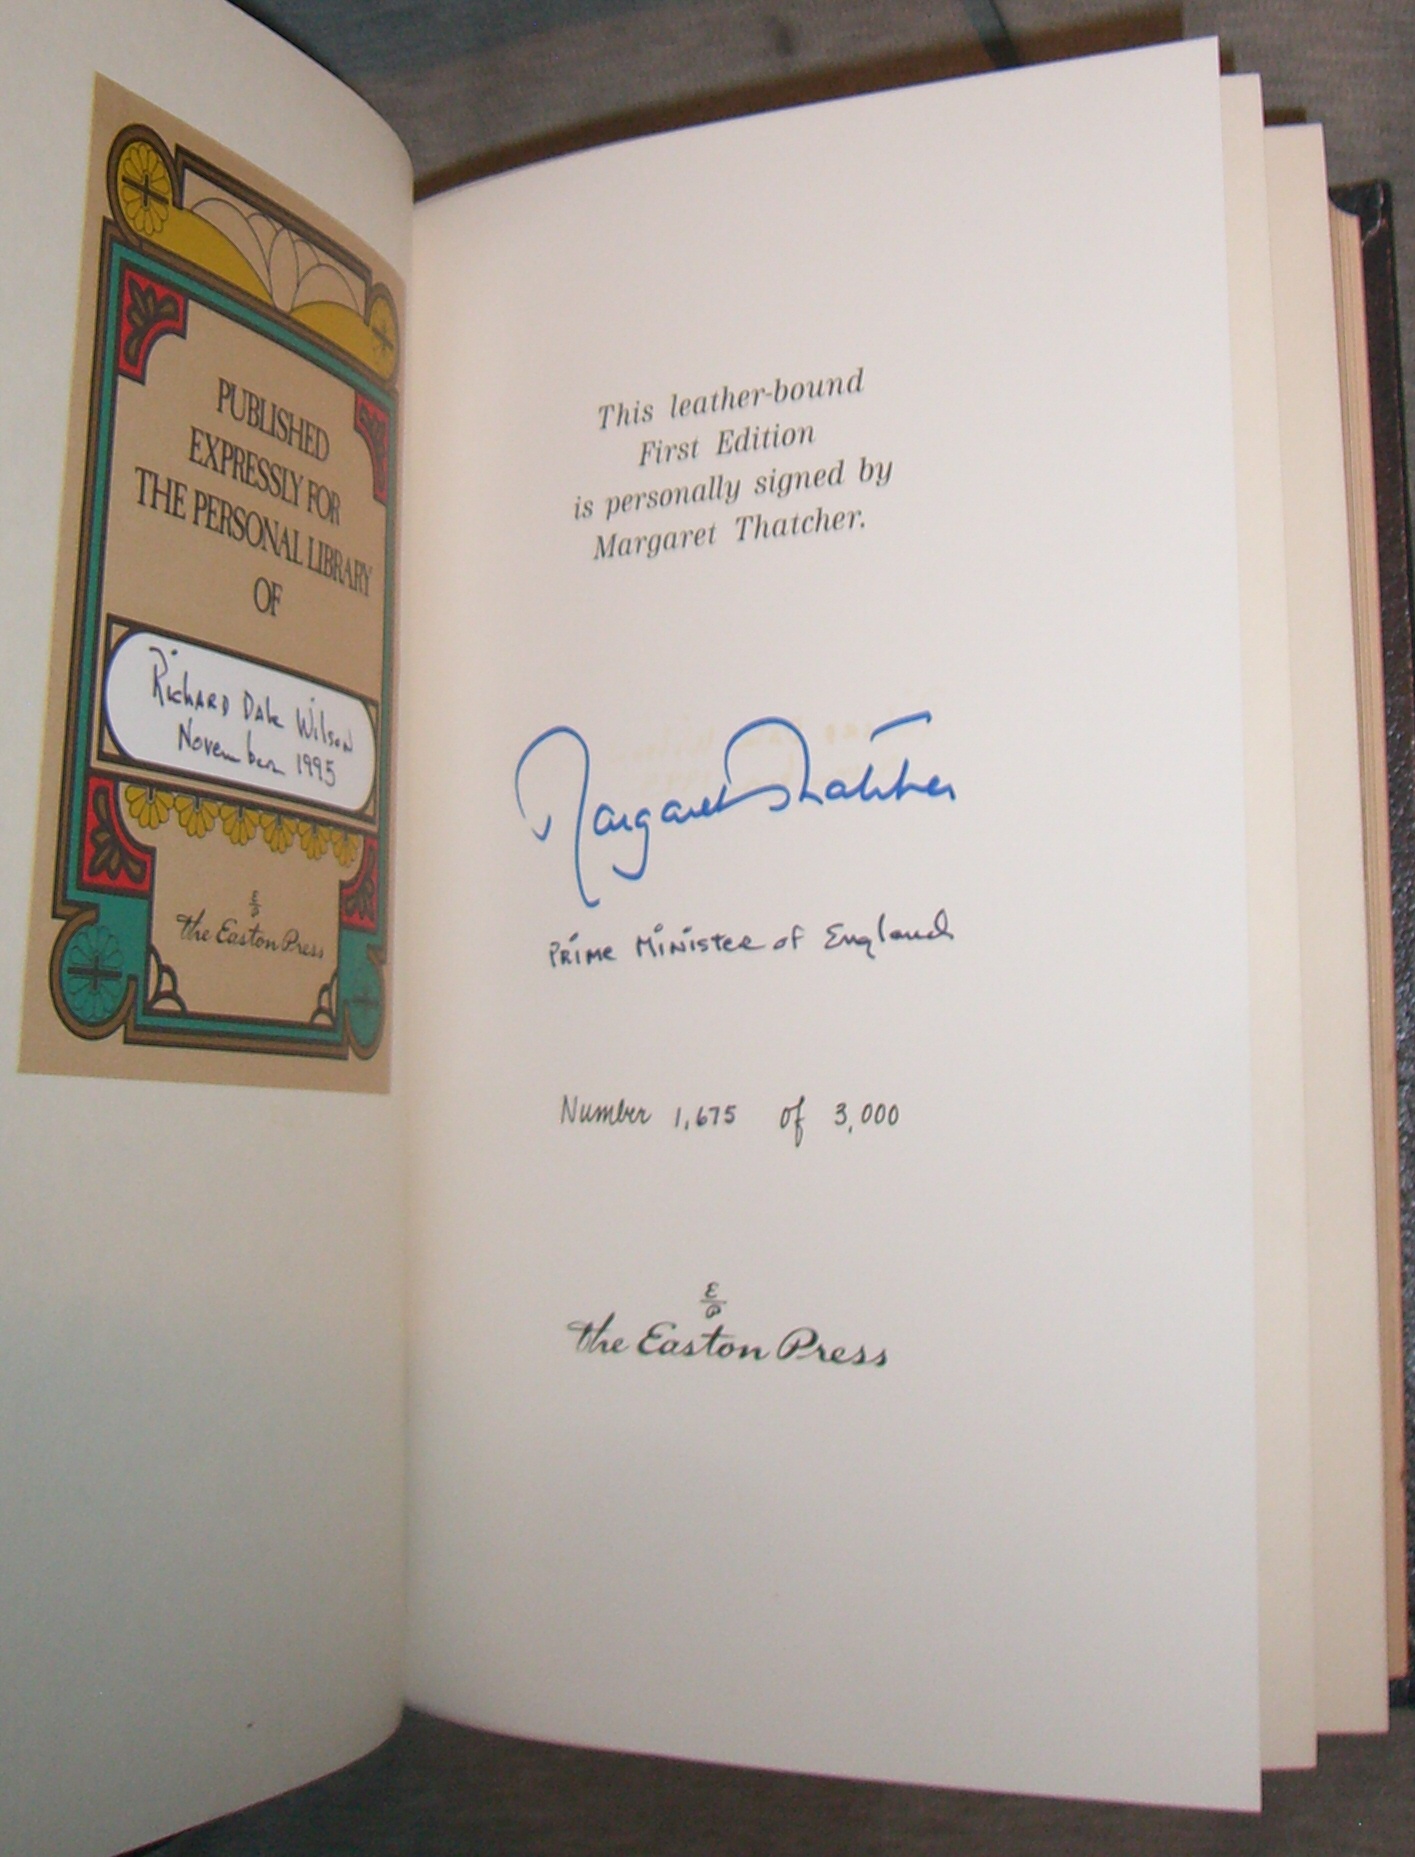 PUBLISHED
EXPRESSLY FOR
THE PERSONAL LIBRARY
OF
Richard Dale Wilson
November 1995
E
P
the Easton Press
This leather-bound
First Edition
is personally signed by
Margaret Thatcher.
Margaret Thatcher
Prime Minister of England
Number 1,675 of 3,000
E
P
the Easton Press